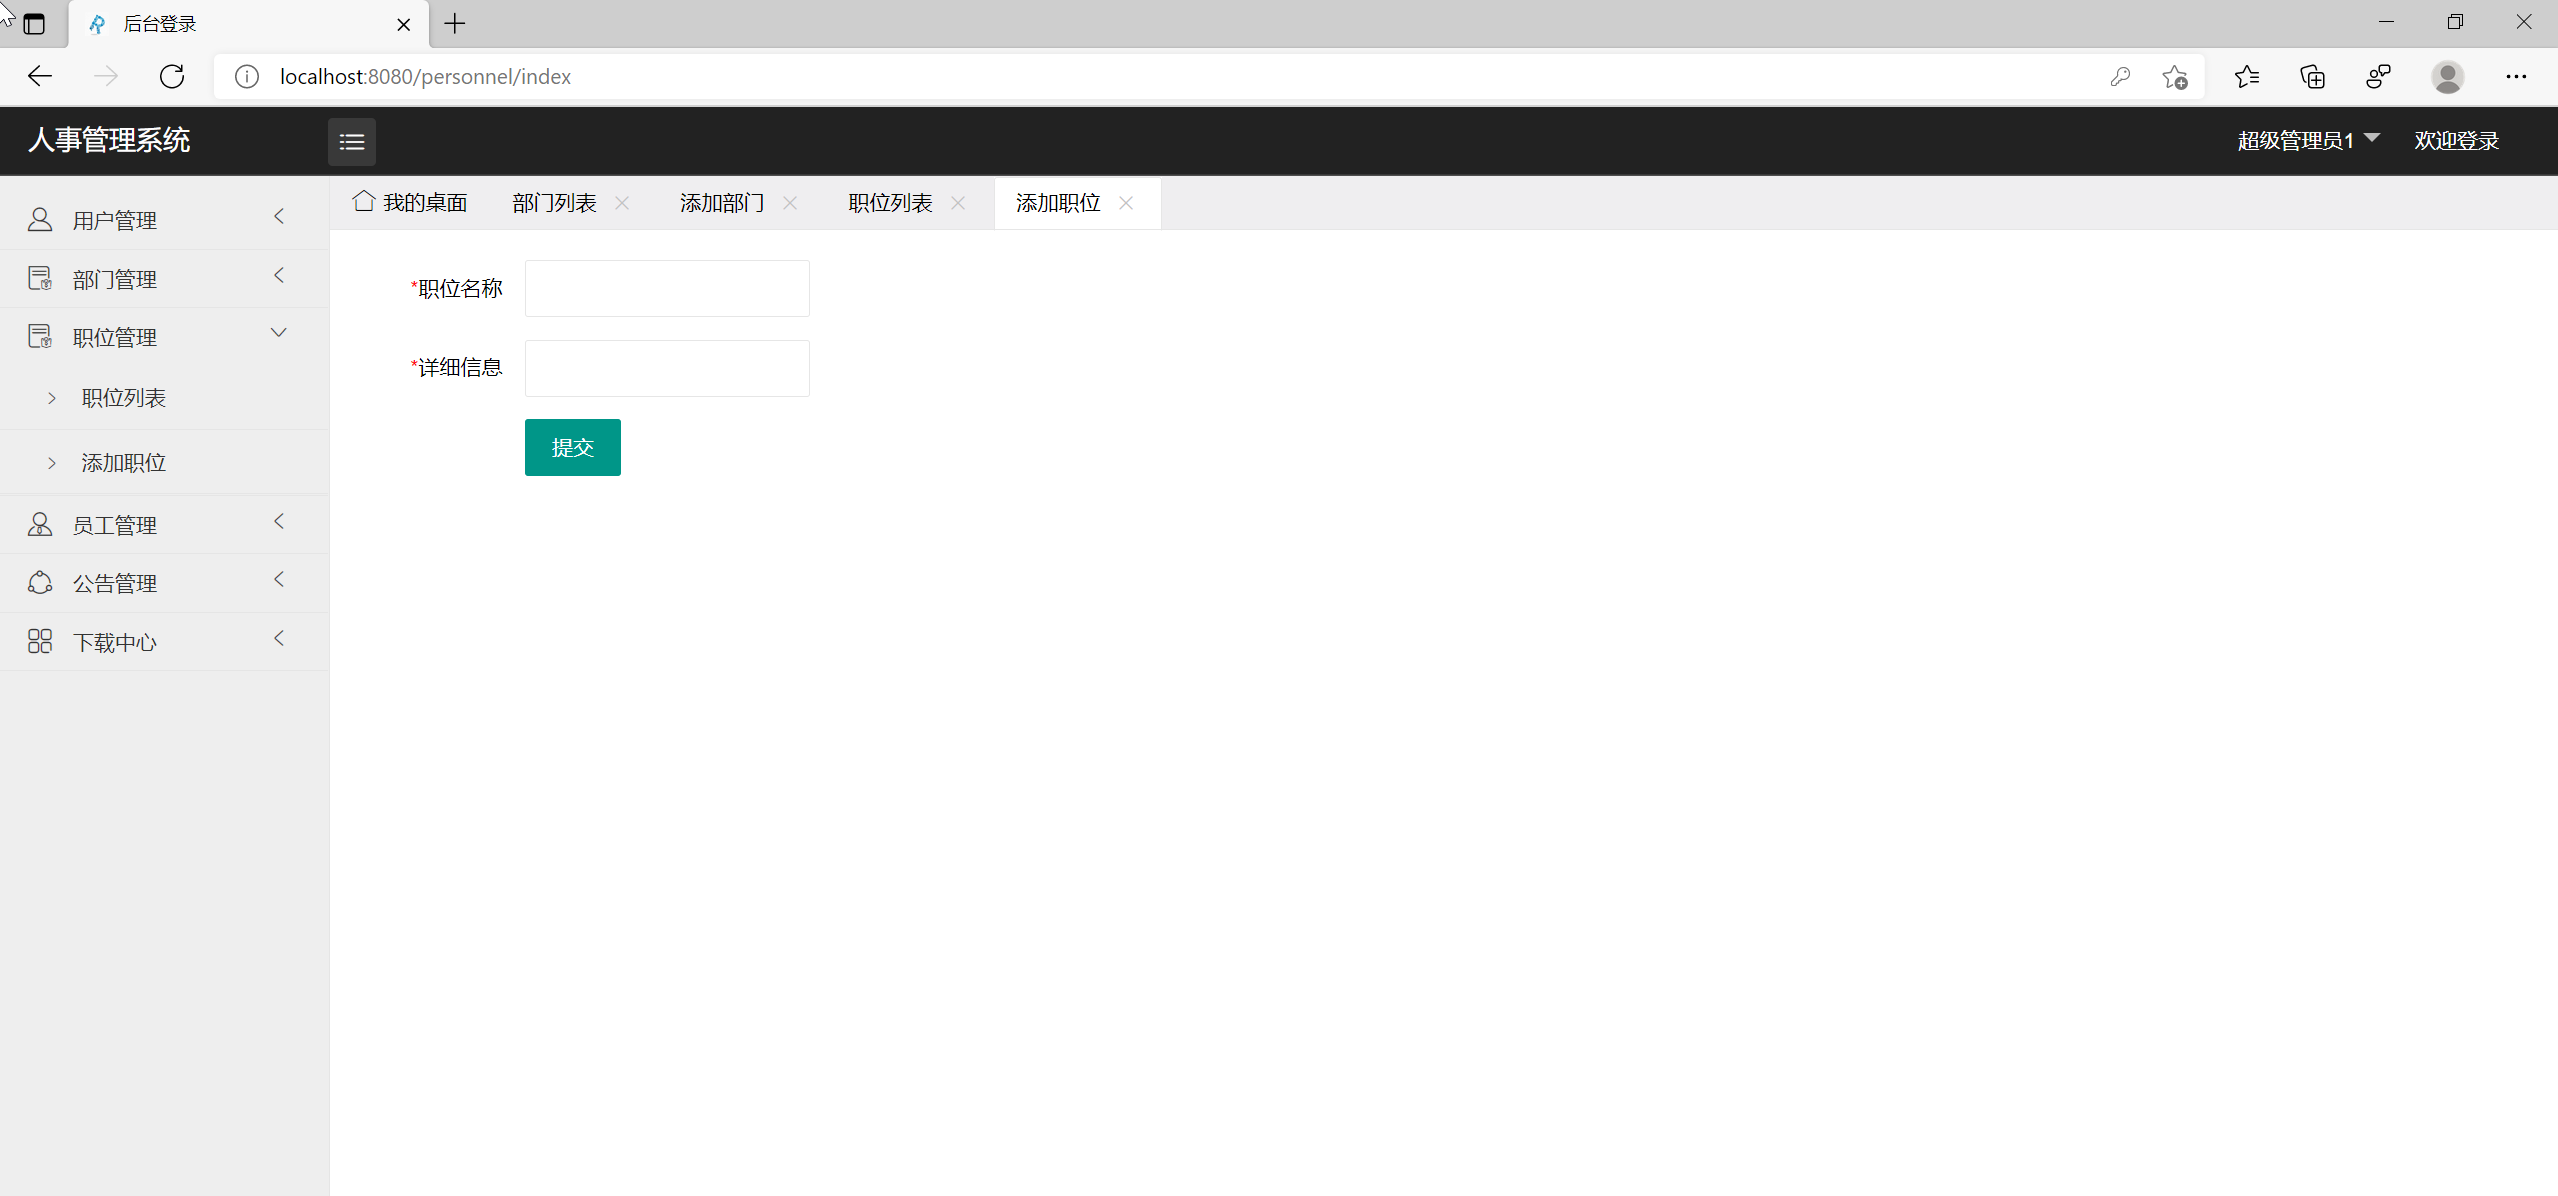 后台登录
localhost:8080/personnel/index
人事管理系统
超级管理员1 欢迎登录
我的桌面 部门列表 添加部门 职位列表 添加职位
用户管理
部门管理
职位管理
职位列表
添加职位
员工管理
公告管理
下载中心
*职位名称
*详细信息
提交